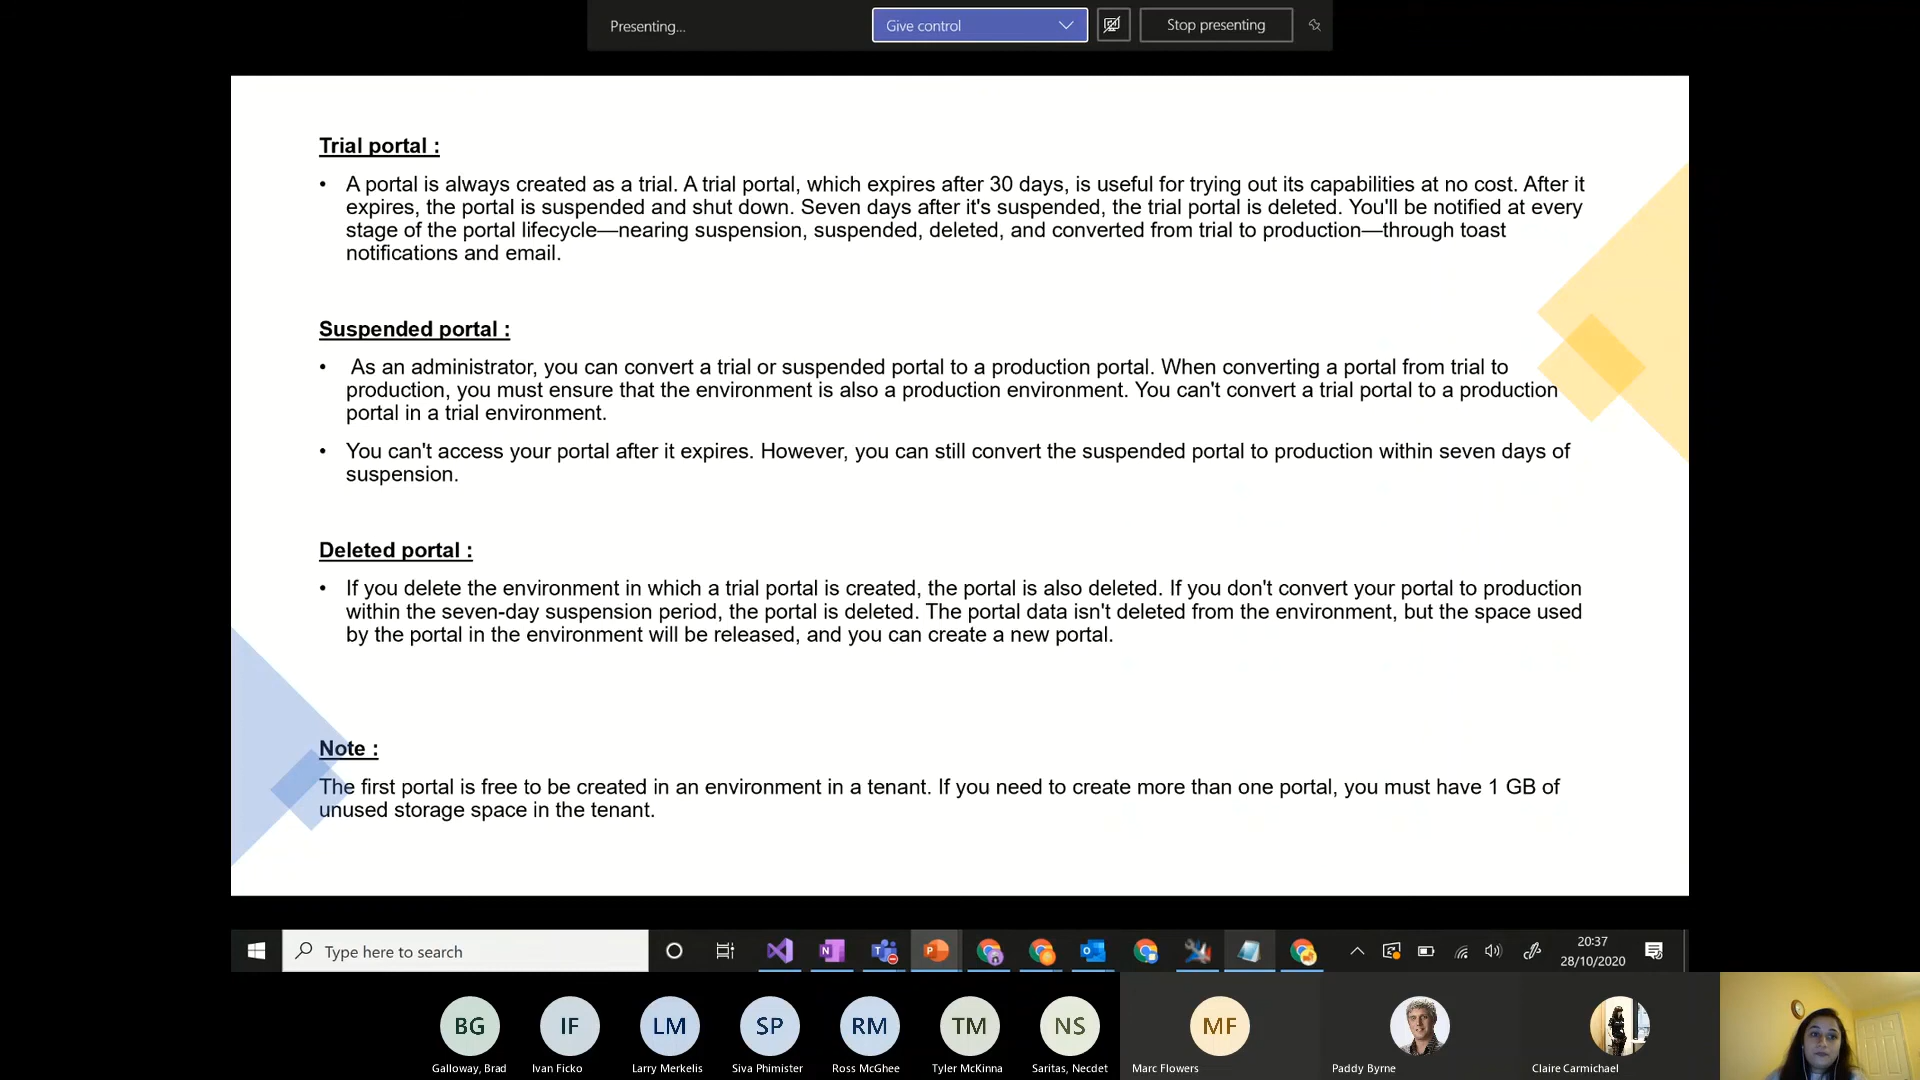 Presenting...
Give control
Stop presenting
Trial portal :
• A portal is always created as a trial. A trial portal, which expires after 30 days, is useful for trying out its capabilities at no cost. After it
expires, the portal is suspended and shut down. Seven days after it's suspended, the trial portal is deleted. You'll be notified at every
stage of the portal lifecycle—nearing suspension, suspended, deleted, and converted from trial to production—through toast
notifications and email.
Suspended portal :
• As an administrator, you can convert a trial or suspended portal to a production portal. When converting a portal from trial to
production, you must ensure that the environment is also a production environment. You can't convert a trial portal to a production
portal in a trial environment.
• You can't access your portal after it expires. However, you can still convert the suspended portal to production within seven days of
suspension.
Deleted portal :
• If you delete the environment in which a trial portal is created, the portal is also deleted. If you don't convert your portal to production
within the seven-day suspension period, the portal is deleted. The portal data isn't deleted from the environment, but the space used
by the portal in the environment will be released, and you can create a new portal.
Note :
The first portal is free to be created in an environment in a tenant. If you need to create more than one portal, you must have 1 GB of
unused storage space in the tenant.
Type here to search
20:37
28/10/2020
BG IF LM SP RM TM NS MF
Galloway, Brad Ivan Ficko Larry Merkelis Siva Phimister Ross McGhee Tyler McKinna Saritas, Necdet Marc Flowers Paddy Byrne Claire Carmichael